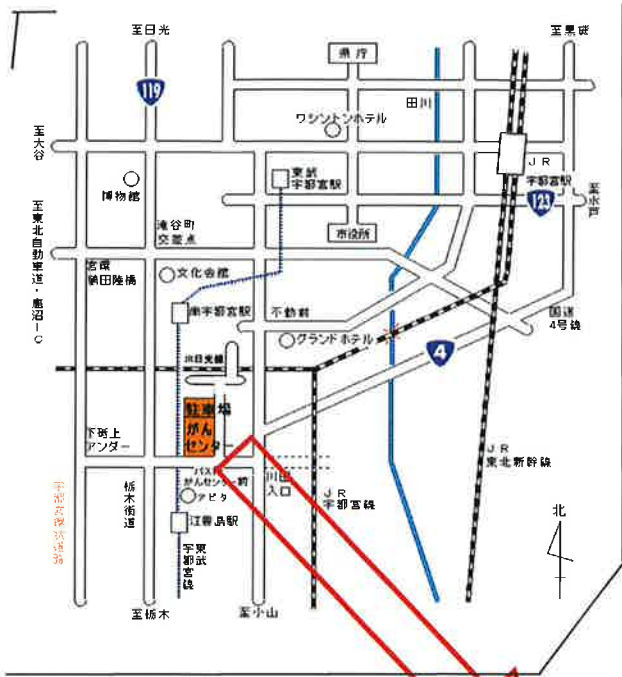 至日光
至黒磯
県庁
119
田川
ワシントンホテル
至大谷
JR
宇都宮駅
東武
宇都宮駅
博物館
123
至水戸
至東北自動車道・鹿沼IC
滝谷町
交差点
市役所
宮環
鶴田陸橋
文化会館
南宇都宮駅
不動前
国道
4号線
グランドホテル
JR日光線
4
駐車場
がん
センター
下砥上
アンダー
JR
東北新幹線
バス停
がんセンター前
川田
入口
アピタ
JR
宇都宮線
栃木街道
江曽島駅
北
東武
宇都宮線
至栃木
至小山